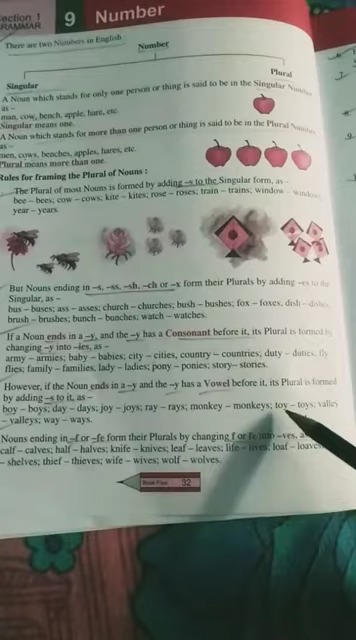 Section 1
GRAMMAR
9 Number
There are two Numbers in English
Number
Singular
Plural
A Noun which stands for only one person or thing is said to be in the Singular Number
as –
man, cow, bench, apple, hare, etc.
Singular means one.
A Noun which stands for more than one person or thing is said to be in the Plural Number
as –
men, cows, benches, apples, hares, etc.
Plural means more than one.
Rules for framing the Plural of Nouns :
The Plural of most Nouns is formed by adding –s to the Singular form, as –
bee – bees; cow – cows; kite – kites; rose – roses; train – trains; window – windows
year – years.
But Nouns ending in –s, –ss, –sh, –ch or –x form their Plurals by adding –es to the
Singular, as –
bus – buses; ass – asses; church – churches; bush – bushes; fox – foxes, dish – dishes
brush – brushes; bunch – bunches; watch – watches.
If a Noun ends in a –y, and the –y has a Consonant before it, its Plural is formed by
changing –y into –ies, as –
army – armies; baby – babies; city – cities, country – countries; duty – duties, fly
flies; family – families, lady – ladies; pony – ponies; story– stories.
However, if the Noun ends in a –y and the –y has a Vowel before it, its Plural is formed
by adding –s to it, as –
boy – boys; day – days; joy – joys; ray – rays; monkey – monkeys; toy – toys; valley
– valleys; way – ways.
Nouns ending in –f or –fe form their Plurals by changing f or fe into –ves,
calf – calves; half – halves; knife – knives; leaf – leaves; life – lives; loaf – loaves
– shelves; thief – thieves; wife – wives; wolf – wolves.
32